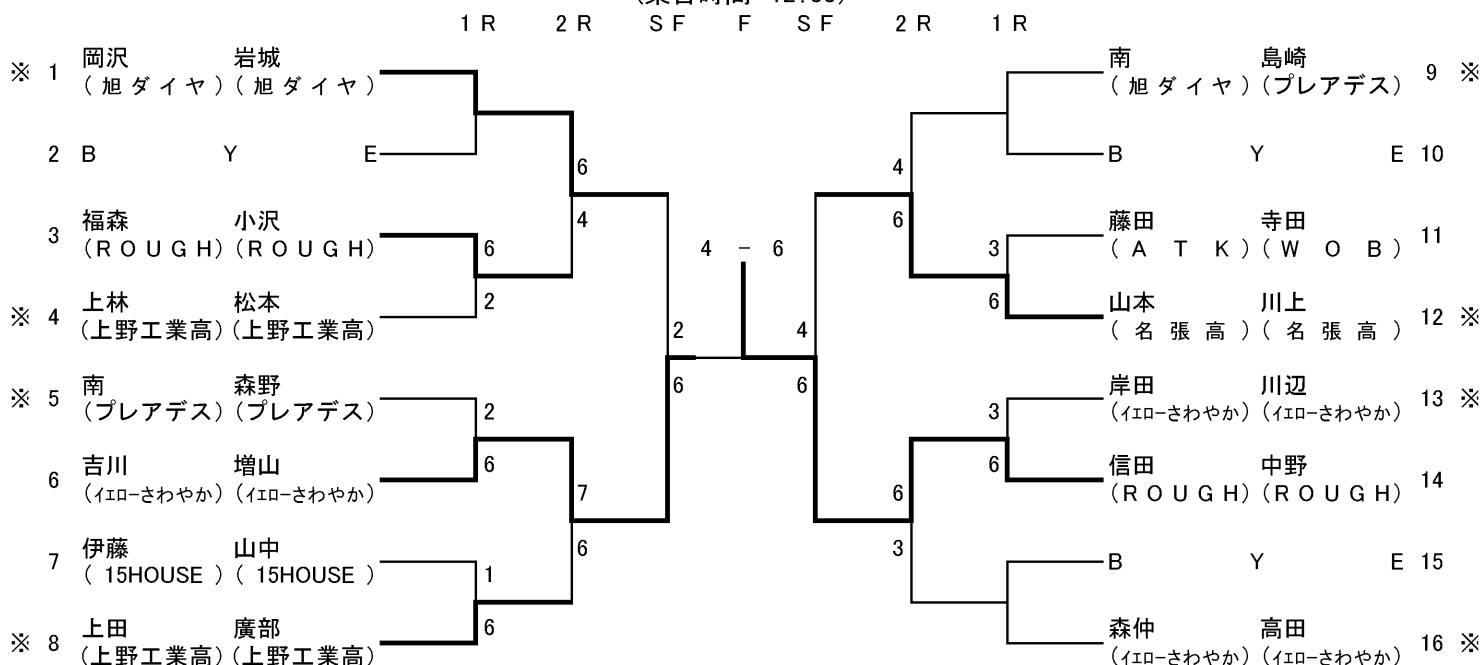 1R 2R SF F SF 2R 1R
※ 1 岡沢 岩城
(旭ダイヤ) (旭ダイヤ)
2 B Y E
3 福森 小沢
(ROUGH) (ROUGH)
※ 4 上林 松本
(上野工業高) (上野工業高)
※ 5 南 森野
(プレアデス) (プレアデス)
6 吉川 増山
(イエローさわやか) (イエローさわやか)
7 伊藤 山中
(15HOUSE) (15HOUSE)
※ 8 上田 廣部
(上野工業高) (上野工業高)
6
2
2
6
1
6
6
4
7
6
2
6
4 - 6
4
6
4
6
6
3
3
6
3
6
南 島崎 9 ※
(旭ダイヤ) (プレアデス)
B Y E 10
藤田 寺田 11
(ATK) (WOB)
山本 川上 12 ※
(名張高) (名張高)
岸田 川辺 13 ※
(イエローさわやか) (イエローさわやか)
信田 中野 14
(ROUGH) (ROUGH)
B Y E 15
森仲 高田 16 ※
(イエローさわやか) (イエローさわやか)